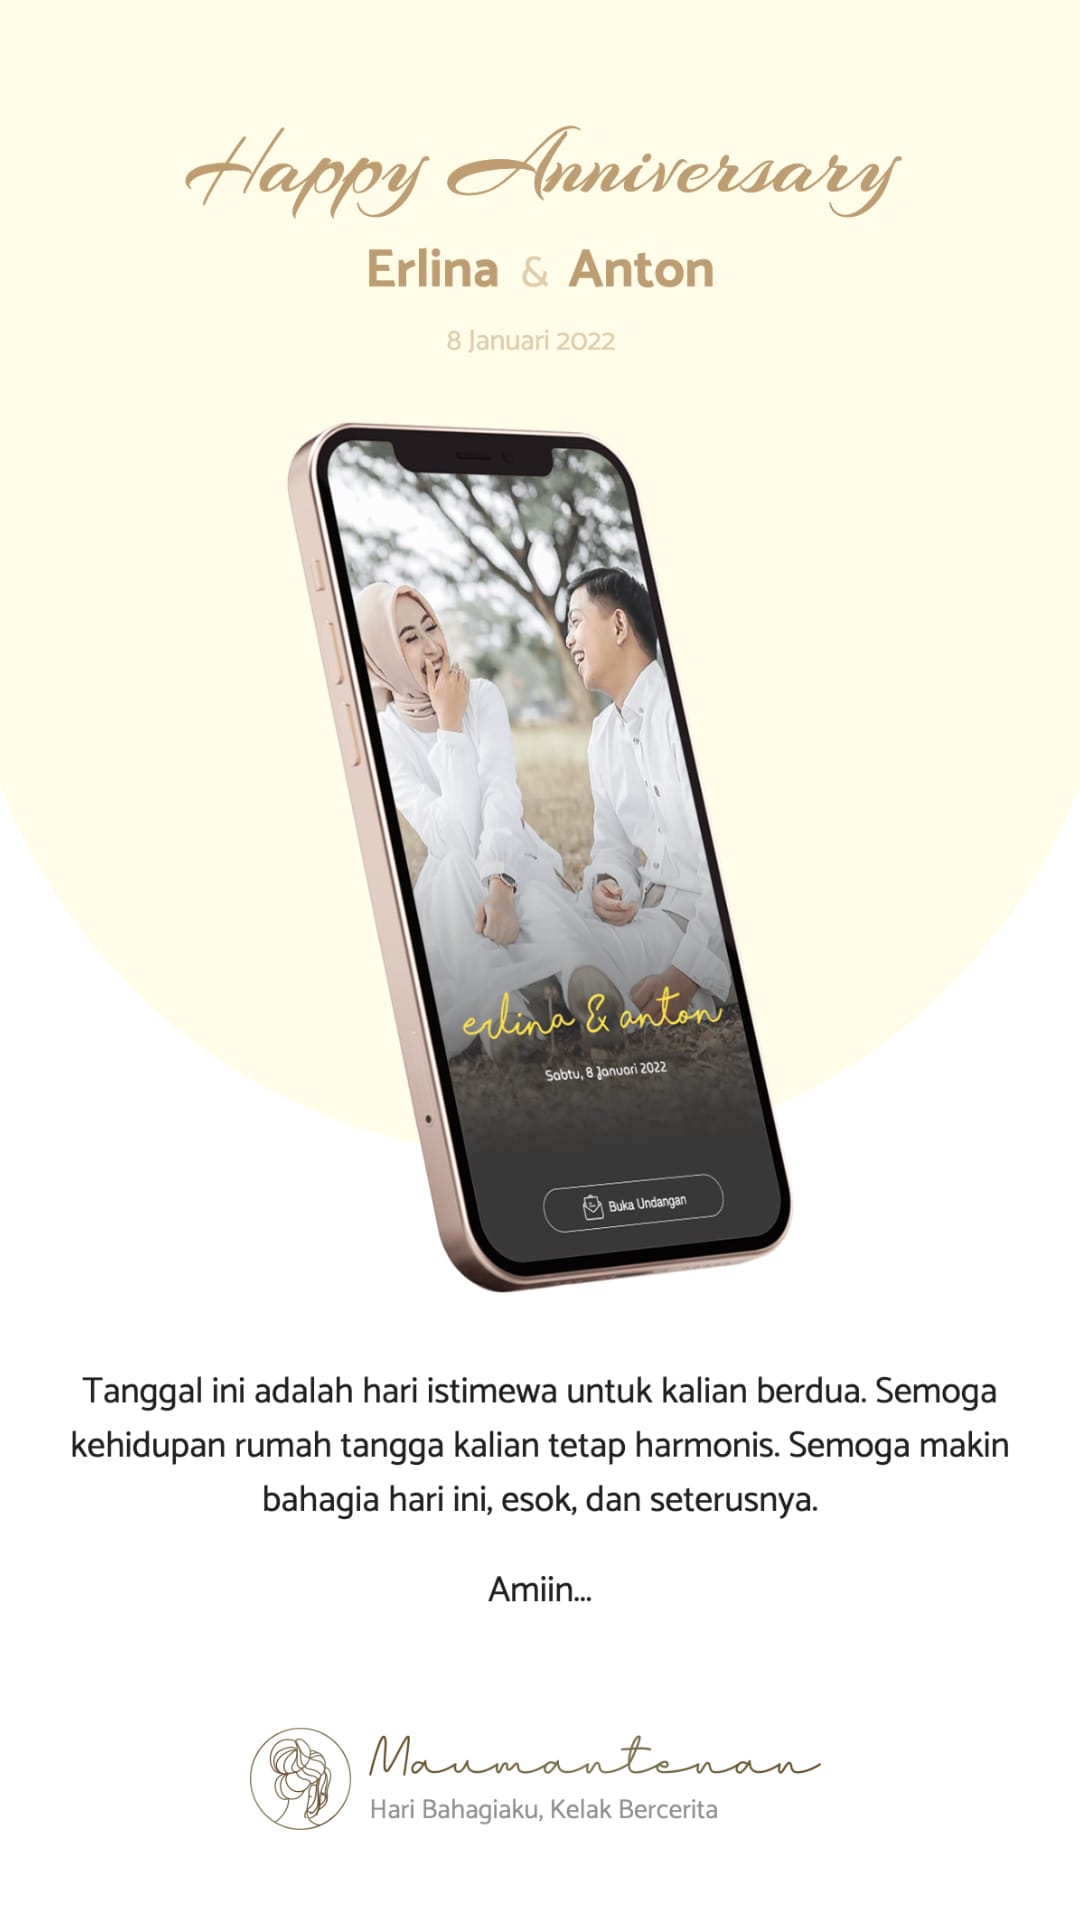 Happy Anniversary
Erlina & Anton
8 Januari 2022
erlina & anton
Sabtu, 8 Januari 2022
Buka Undangan
Tanggal ini adalah hari istimewa untuk kalian berdua. Semoga
kehidupan rumah tangga kalian tetap harmonis. Semoga makin
bahagia hari ini, esok, dan seterusnya.
Amiin...
Maumantenan
Hari Bahagiaku, Kelak Bercerita